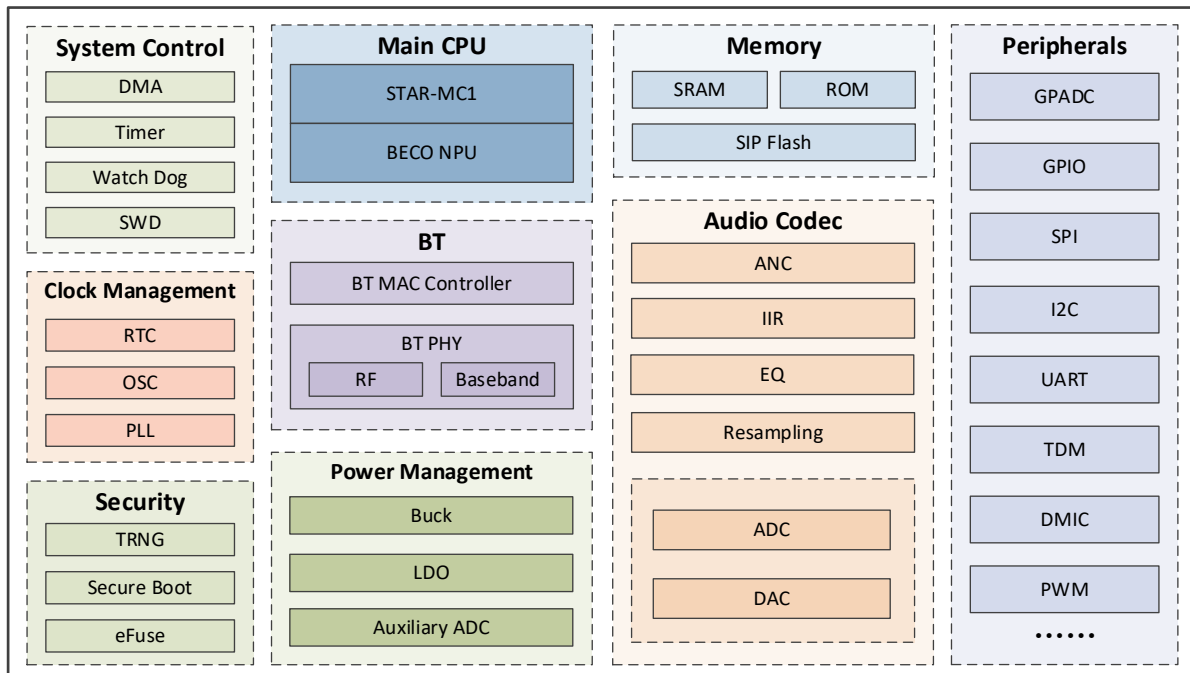 System Control
DMA
Timer
Watch Dog
SWD
Clock Management
RTC
OSC
PLL
Security
TRNG
Secure Boot
eFuse
Main CPU
STAR-MC1
BECO NPU
BT
BT MAC Controller
BT PHY
RF
Baseband
Power Management
Buck
LDO
Auxiliary ADC
Memory
SRAM
ROM
SIP Flash
Audio Codec
ANC
IIR
EQ
Resampling
ADC
DAC
Peripherals
GPADC
GPIO
SPI
I2C
UART
TDM
DMIC
PWM
......